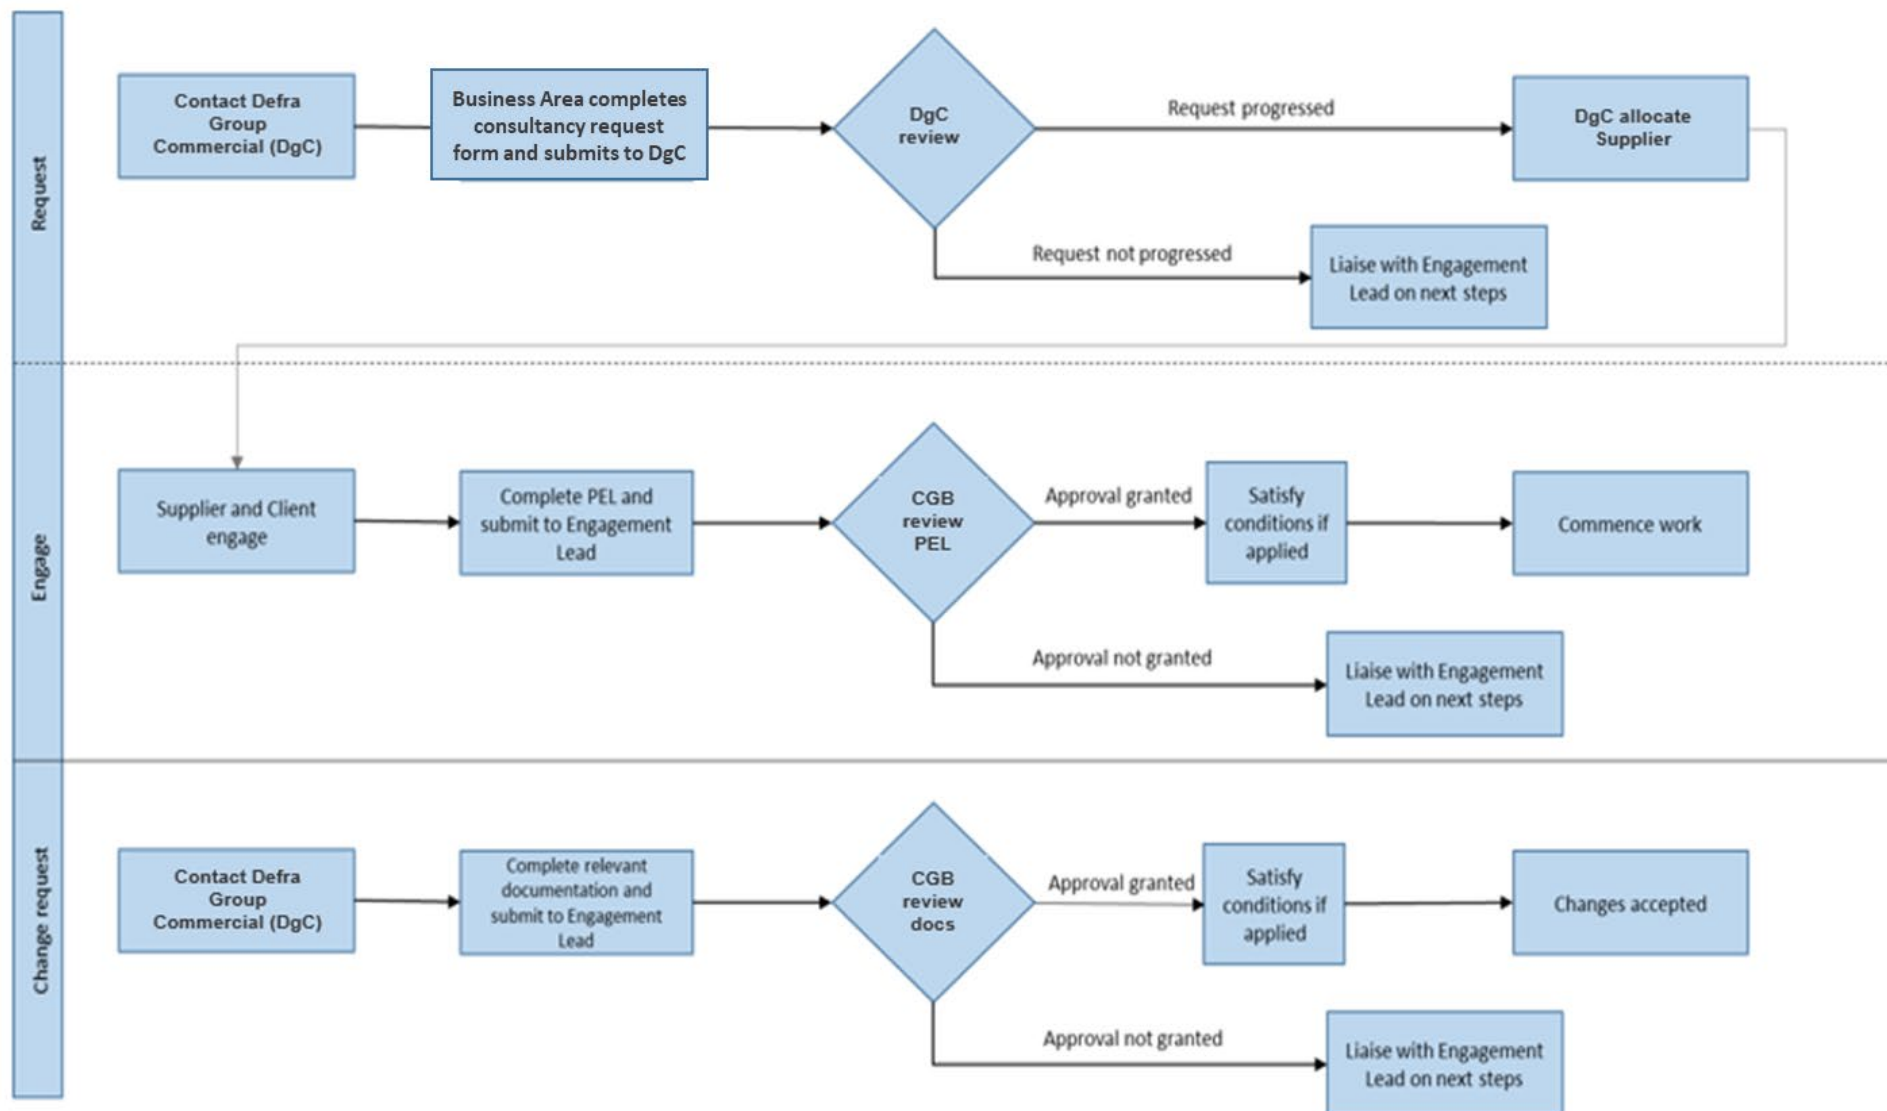 Request
Contact Defra
Group
Commercial (DgC)
Business Area completes
consultancy request
form and submits to DgC
DgC
review
Request progressed
DgC allocate
Supplier
Request not progressed
Liaise with Engagement
Lead on next steps
Engage
Supplier and Client
engage
Complete PEL and
submit to Engagement
Lead
CGB
review
PEL
Approval granted
Satisfy
conditions if
applied
Commence work
Approval not granted
Liaise with Engagement
Lead on next steps
Change request
Contact Defra
Group
Commercial (DgC)
Complete relevant
documentation and
submit to Engagement
Lead
CGB
review
docs
Approval granted
Satisfy
conditions if
applied
Changes accepted
Approval not granted
Liaise with Engagement
Lead on next steps